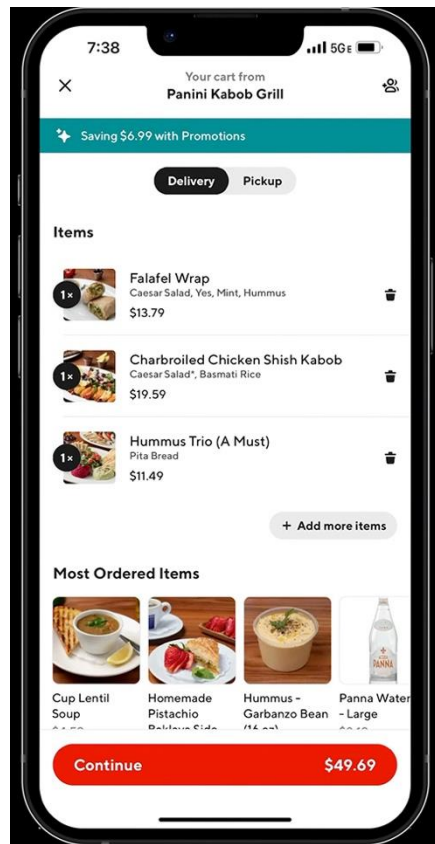 7:38
5GE
Your cart from
Panini Kabob Grill
Saving $6.99 with Promotions
Delivery Pickup
Items
1×
Falafel Wrap
Caesar Salad, Yes, Mint, Hummus
$13.79
1×
Charbroiled Chicken Shish Kabob
Caesar Salad*, Basmati Rice
$19.59
1×
Hummus Trio (A Must)
Pita Bread
$11.49
+ Add more items
Most Ordered Items
PANNA
Cup Lentil
Soup
Homemade
Pistachio
Baklava Side
Hummus -
Garbanzo Bean
(16 oz)
Panna Water
- Large
Continue $49.69